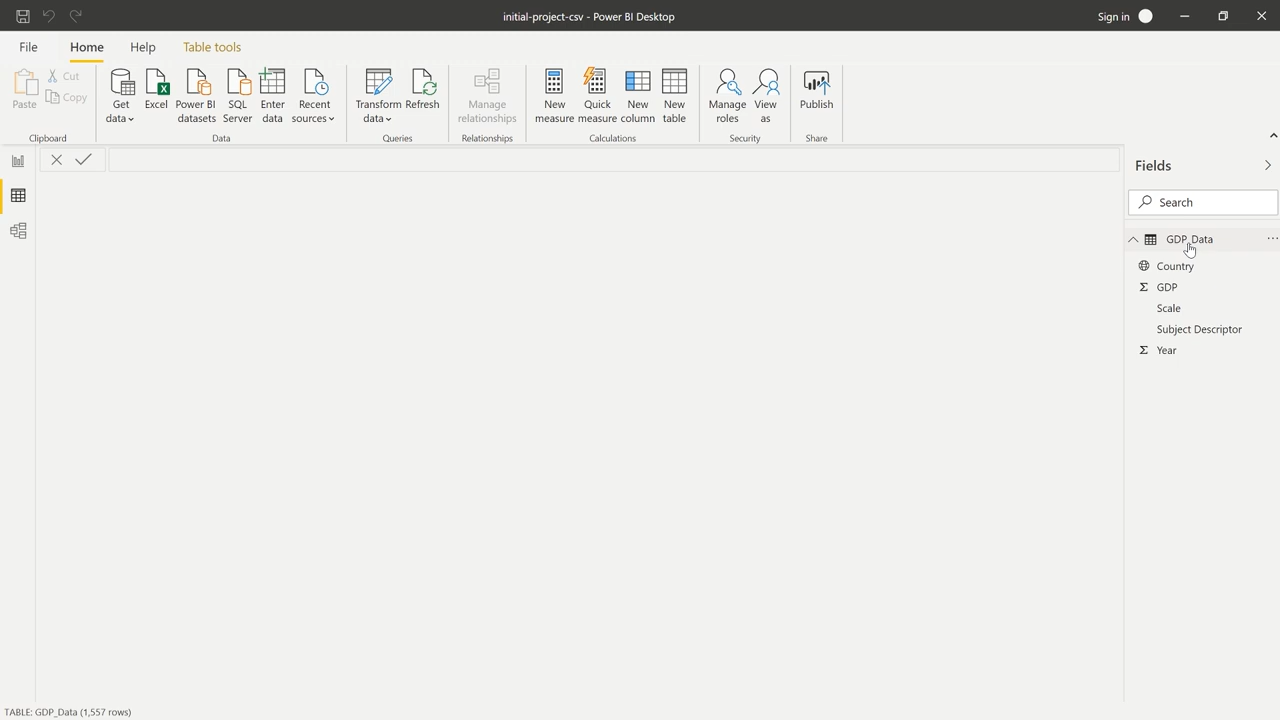 initial-project-csv - Power BI Desktop
Sign in
File
Home
Help
Table tools
Paste
Cut
Copy
Clipboard
Get data
Excel
Power BI datasets
SQL Server
Enter data
Recent sources
Data
Transform data
Refresh
Queries
Manage relationships
Relationships
New measure
Quick measure
New column
New table
Calculations
Manage roles
View as
Security
Publish
Share
Fields
Search
GDP_Data
Country
GDP
Scale
Subject Descriptor
Year
TABLE: GDP_Data (1,557 rows)